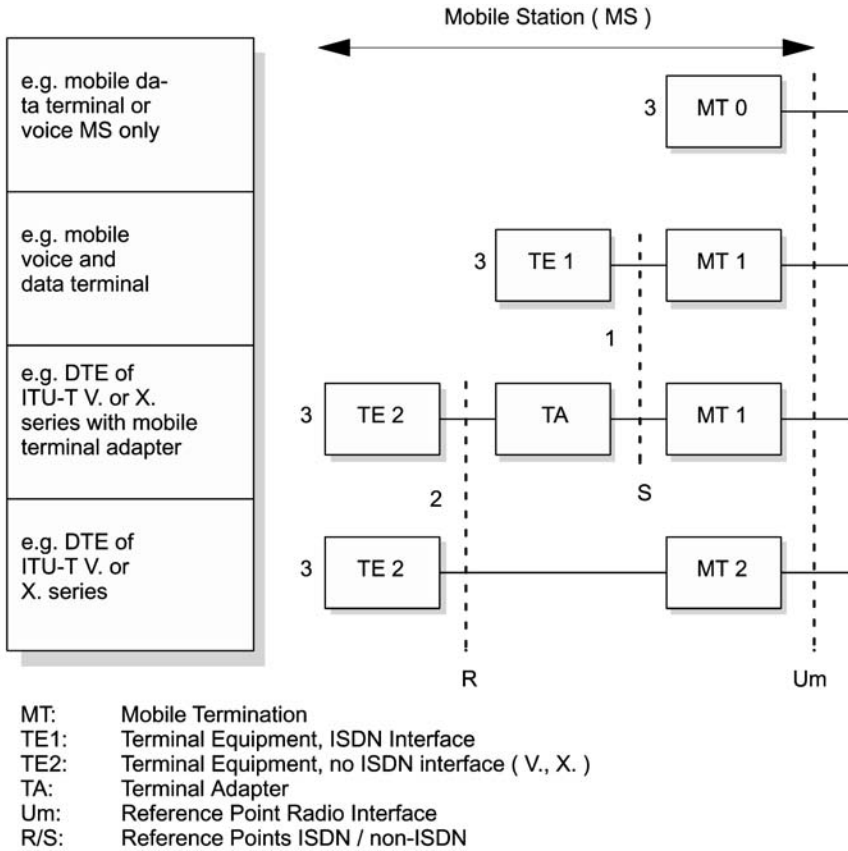 Mobile Station ( MS )
e.g. mobile da-
ta terminal or
voice MS only
3
MT 0
e.g. mobile
voice and
data terminal
3
TE 1
MT 1
1
e.g. DTE of
ITU-T V. or X.
series with mobile
terminal adapter
3
TE 2
TA
MT 1
2
S
e.g. DTE of
ITU-T V. or
X. series
3
TE 2
MT 2
R
Um
MT: Mobile Termination
TE1: Terminal Equipment, ISDN Interface
TE2: Terminal Equipment, no ISDN interface ( V., X. )
TA: Terminal Adapter
Um: Reference Point Radio Interface
R/S: Reference Points ISDN / non-ISDN